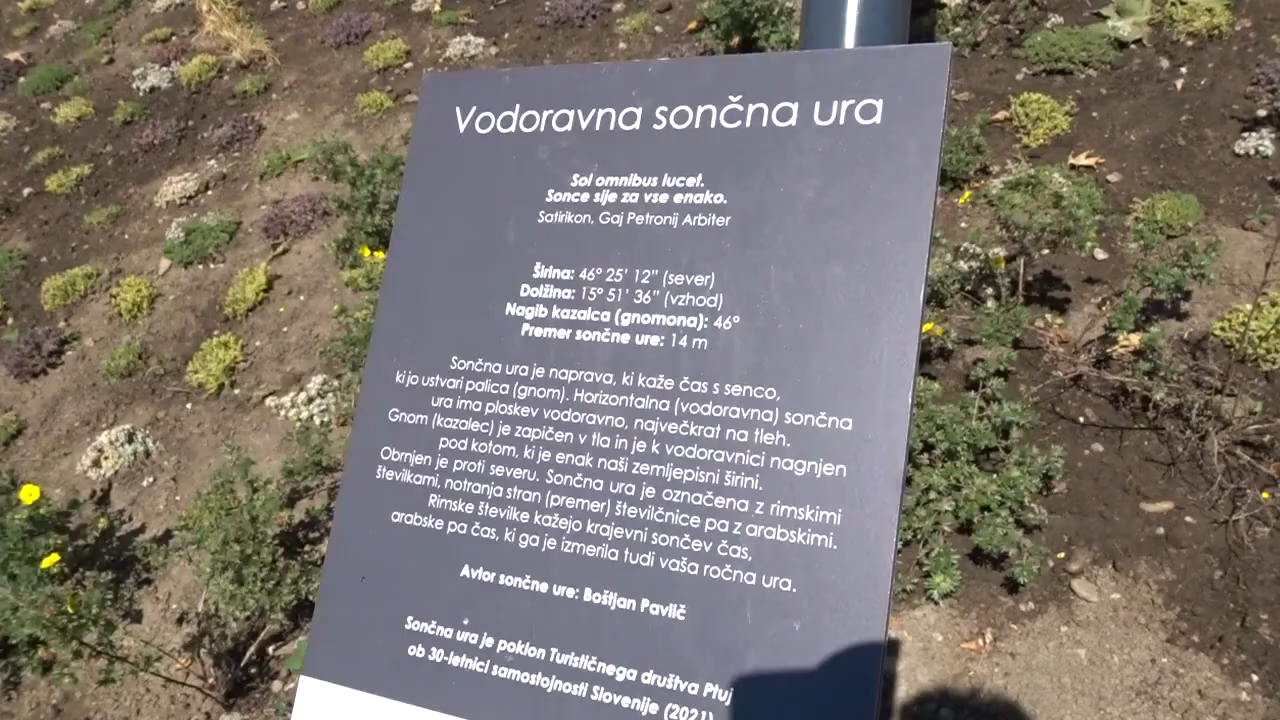 Vodoravna sončna ura
Sol omnibus lucet.
Sonce sije za vse enako.
Satirikon, Gaj Petronij Arbiter
Širina: 46° 25' 12" (sever)
Dolžina: 15° 51' 36" (vzhod)
Nagib kazalca (gnomona): 46°
Premer sončne ure: 14 m
Sončna ura je naprava, ki kaže čas s senco,
ki jo ustvari palica (gnom). Horizontalna (vodoravna) sončna
ura ima ploskev vodoravno, največkrat na tleh.
Gnom (kazalec) je zapičen v tla in je k vodoravnici nagnjen
pod kotom, ki je enak naši zemljepisni širini.
Obrnjen je proti severu. Sončna ura je označena z rimskimi
številkami, notranja stran (premer) številčnice pa z arabskimi.
Rimske številke kažejo krajevni sončev čas,
arabske pa čas, ki ga je izmerila tudi vaša ročna ura.
Avtor sončne ure: Boštjan Pavlič
Sončna ura je poklon Turističnega društva Ptuj
ob 30-letnici samostojnosti Slovenije (2021)